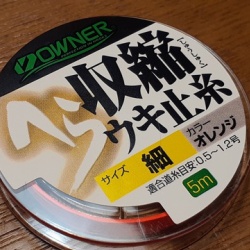 OWNER
へら
収縮
[しゅうしゅく]
ウキ止糸
サイズ
細
カラー
オレンジ
適合道糸目安:0.5~1.2号
5m